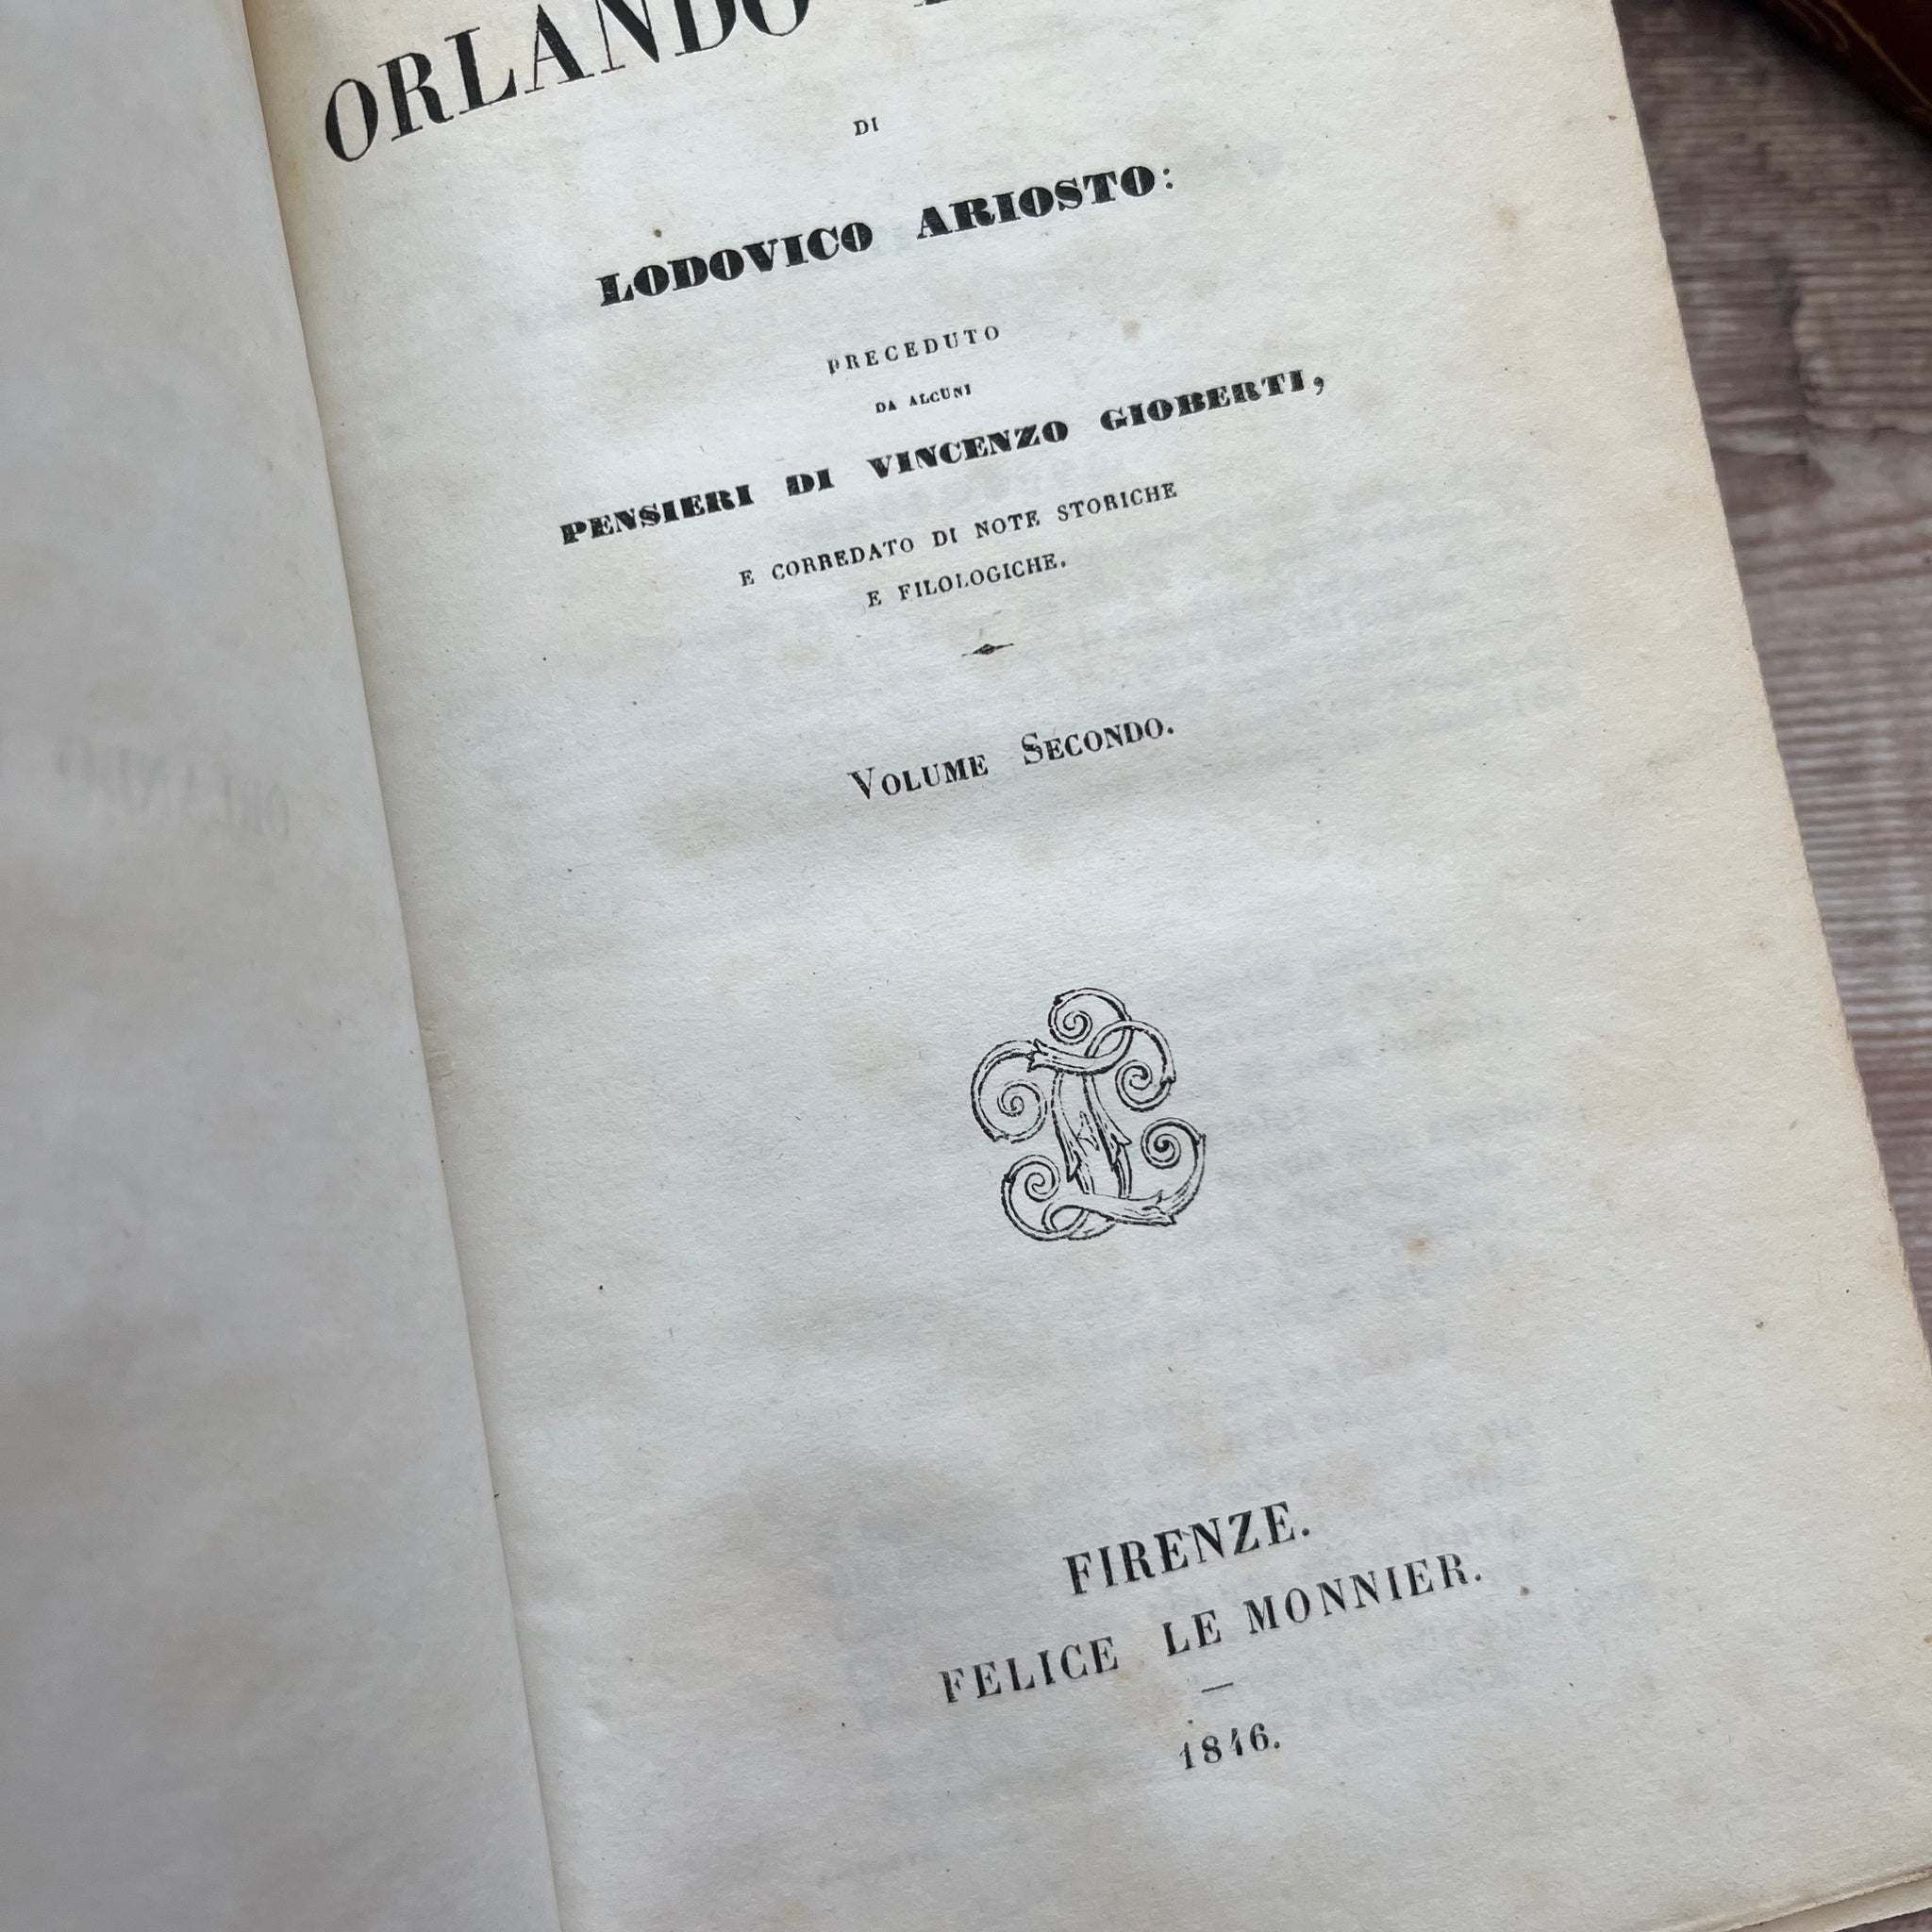 ORLANDO
DI
LODOVICO ARIOSTO:
PRECEDUTO
DA ALCUNI
PENSIERI DI VINCENZO GIOBERTI,
E CORREDATO DI NOTE STORICHE
E FILOLOGICHE.
VOLUME SECONDO.
FIRENZE.
FELICE LE MONNIER.
1846.